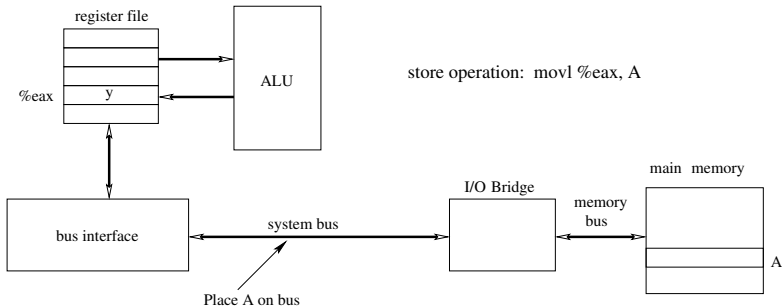 register file
%eax
y
ALU
store operation: movl %eax, A
bus interface
system bus
Place A on bus
I/O Bridge
memory
bus
main memory
A